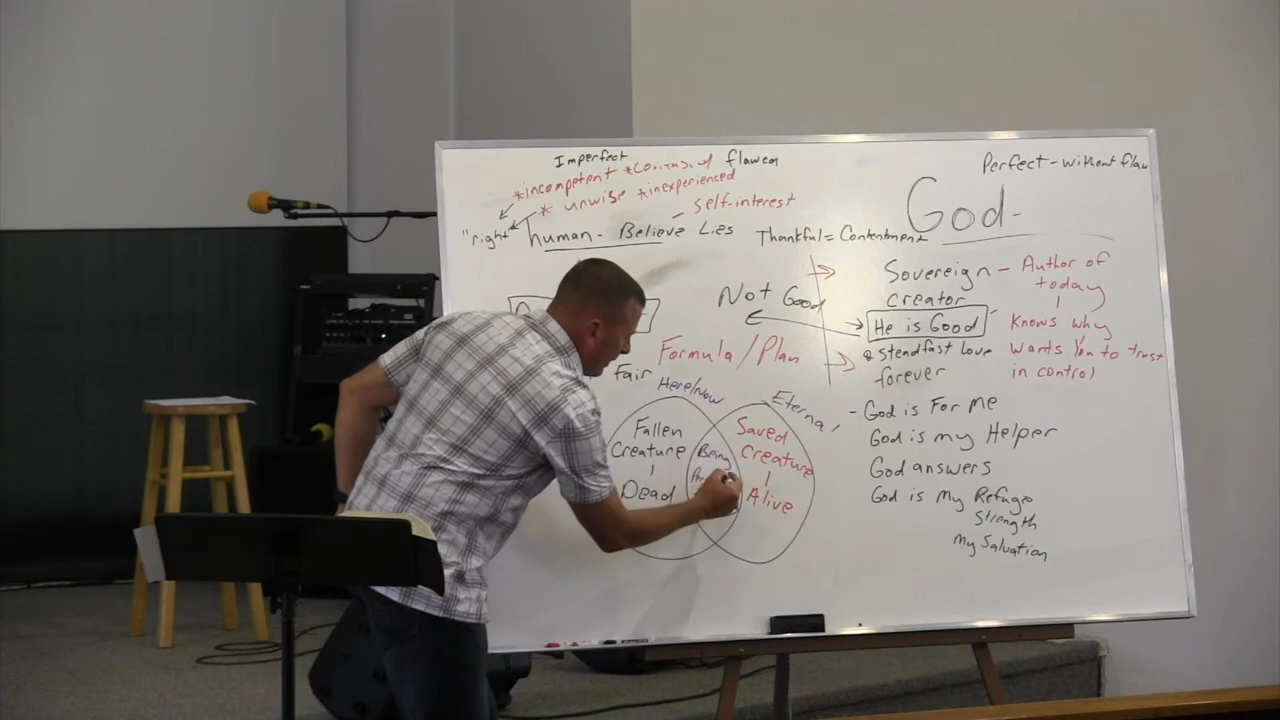 Imperfect flawed
*incompetent
* unwise *inexperienced
- self-interest
"right"
human - Believe Lies
Thankful = Contentment
Perfect - without flaw
God -
Not Good
Formula/Plan
Fair
Here/Now
Fallen
Creature
Dead
Being
Saved
Creature
Alive
Sovereign - Author of
today
creator
He is Good
Knows why
steadfast Love
forever
Wants You to trust
in control
- God is For Me
God is my Helper
God answers
God is My Refuge
Strength
My Salvation